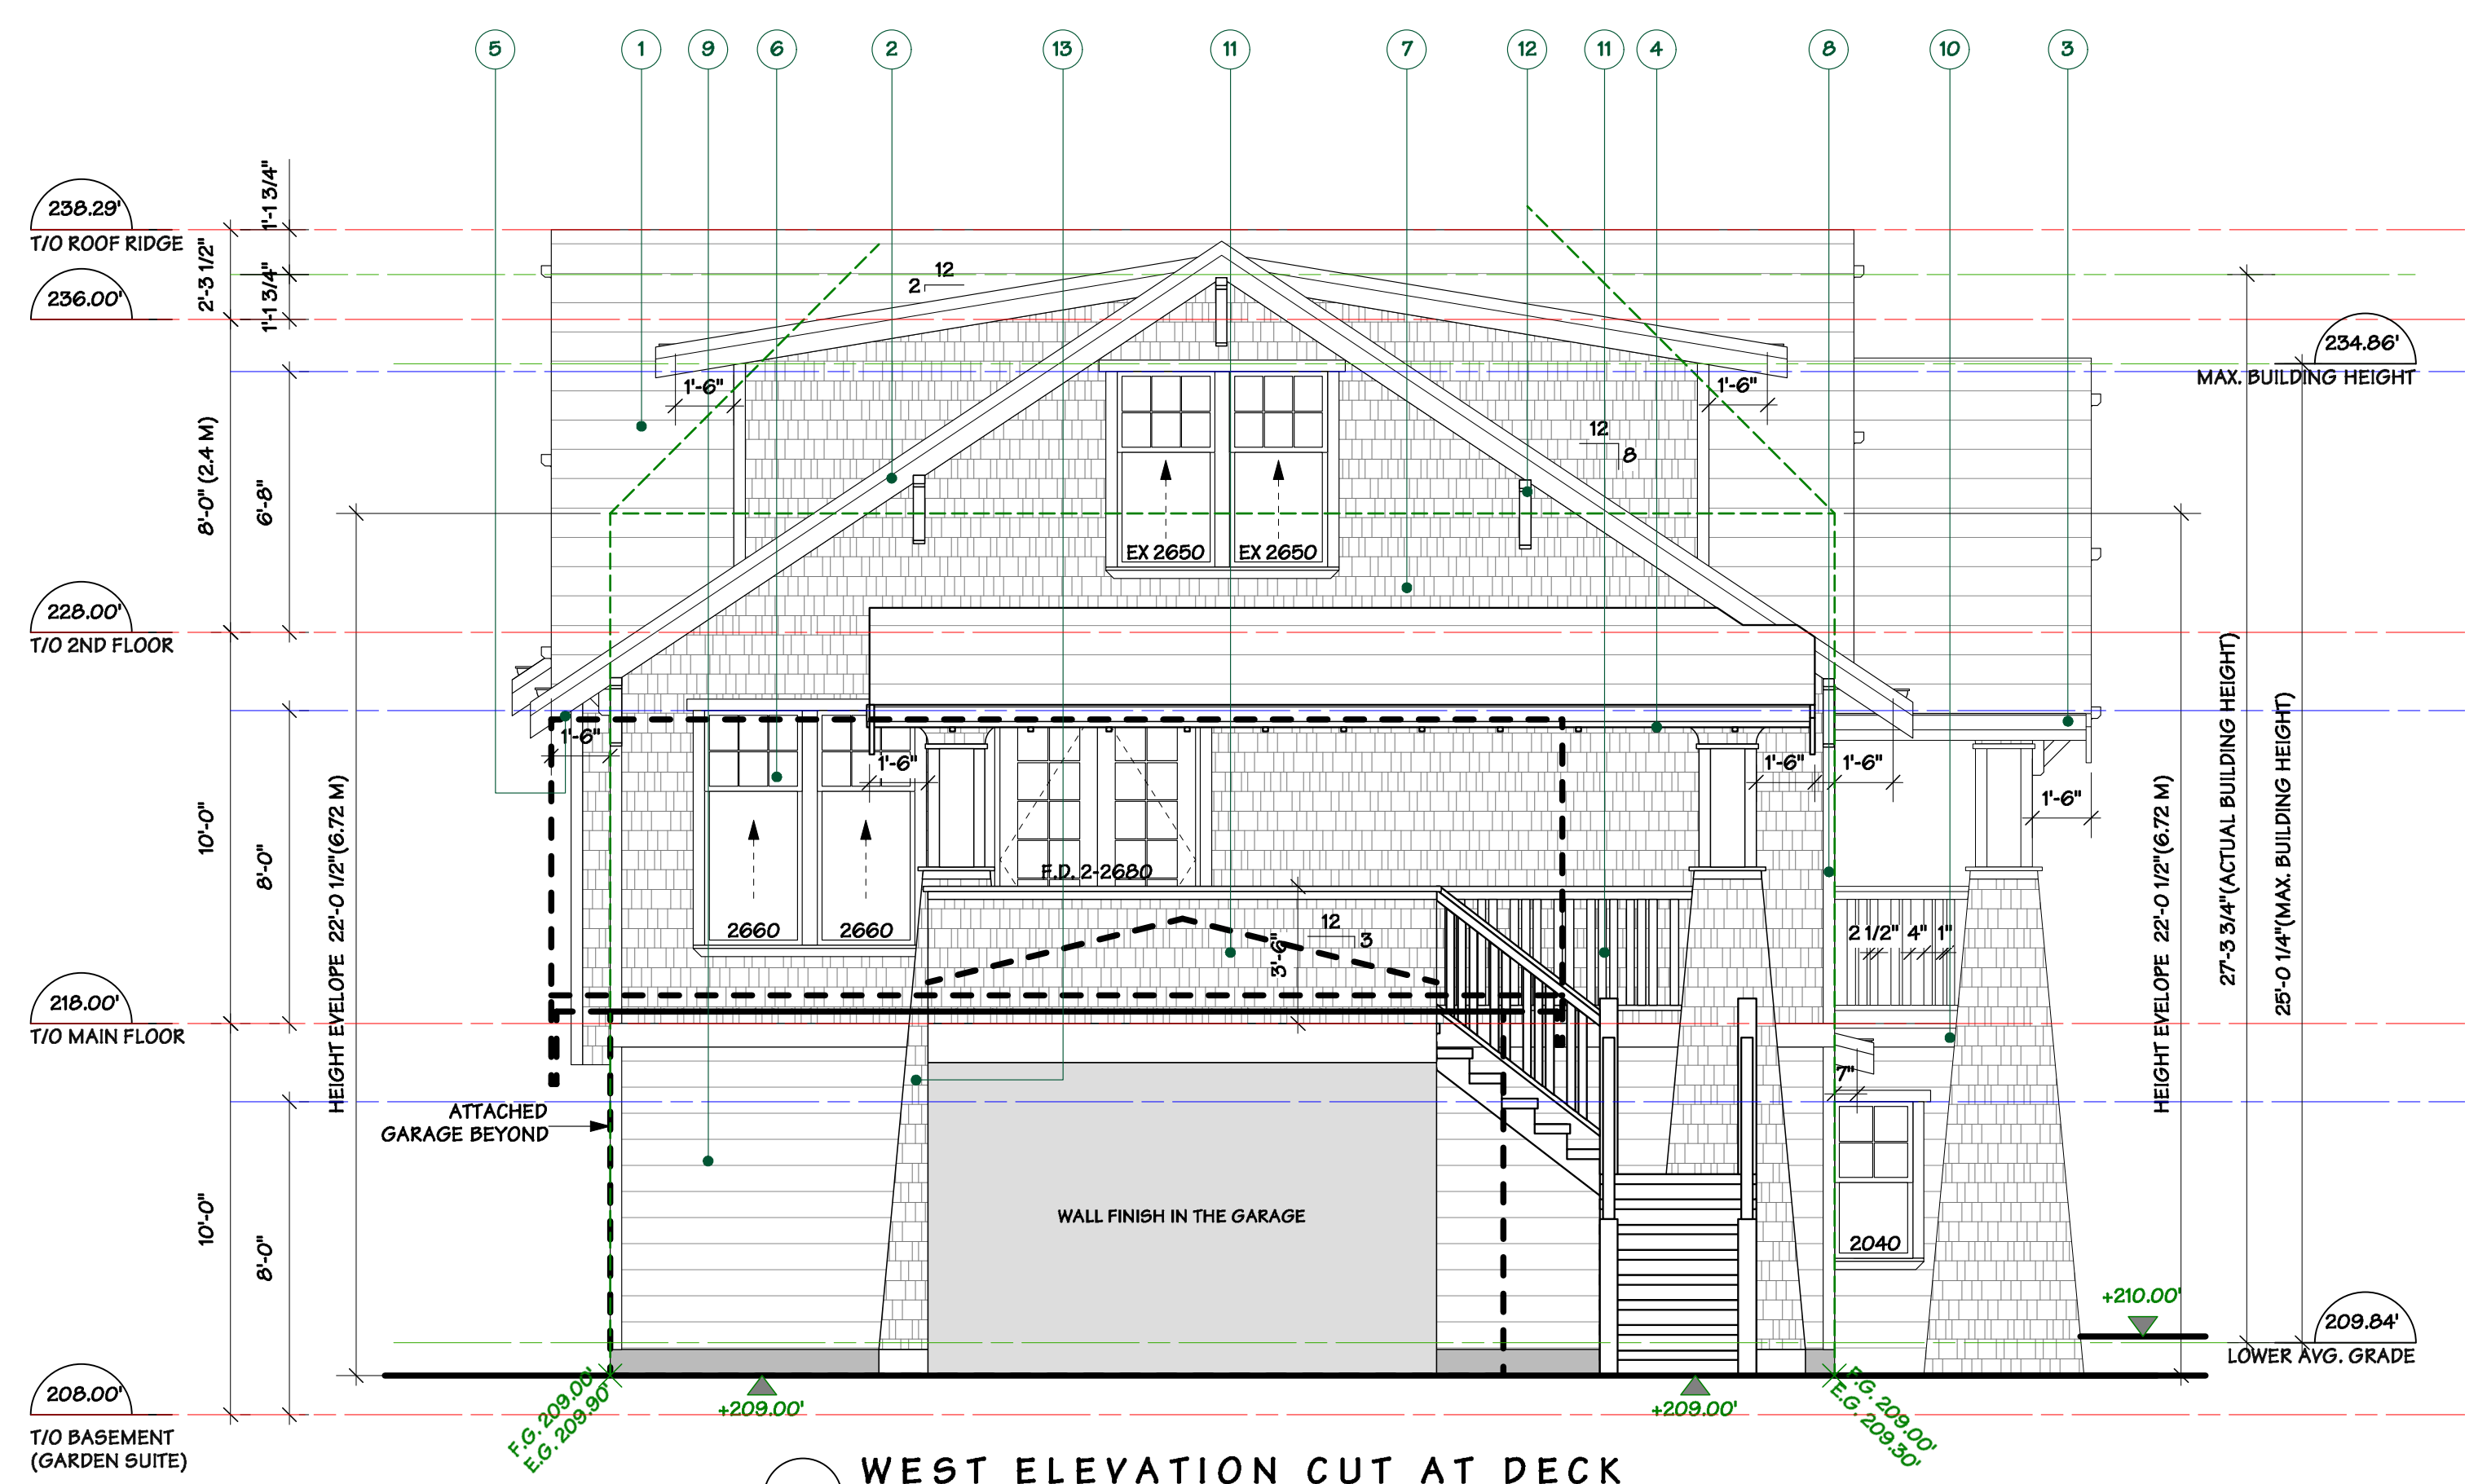 5 1 9 6 2 13 11 7 12 11 4 8 10 3
238.29'
T/O ROOF RIDGE
1'-1 3/4"
2'-3 1/2"
1'-1 3/4"
236.00'
12
2
234.86'
MAX. BUILDING HEIGHT
1'-6"
1'-6"
8'-0" (2.4 M)
6'-8"
12
8
EX 2650
EX 2650
228.00'
T/O 2ND FLOOR
1'-6"
1'-6"
1'-6"
1'-6"
1'-6"
10'-0"
8'-0"
HEIGHT EVELOPE 22'-0 1/2"(6.72 M)
HEIGHT EVELOPE 22'-0 1/2"(6.72 M)
27'-3 3/4"(ACTUAL BUILDING HEIGHT)
25'-0 1/4"(MAX. BUILDING HEIGHT)
F.D. 2-2680
2660
2660
12
3
3'-6"
2 1/2"
4"
1"
218.00'
T/O MAIN FLOOR
7"
ATTACHED
GARAGE BEYOND
10'-0"
8'-0"
WALL FINISH IN THE GARAGE
2040
+210.00'
209.84'
LOWER AVG. GRADE
208.00'
T/O BASEMENT
(GARDEN SUITE)
F.G. 209.00'
E.G. 209.90'
+209.00'
+209.00'
F.G. 209.00'
E.G. 209.30'
WEST ELEVATION CUT AT DECK